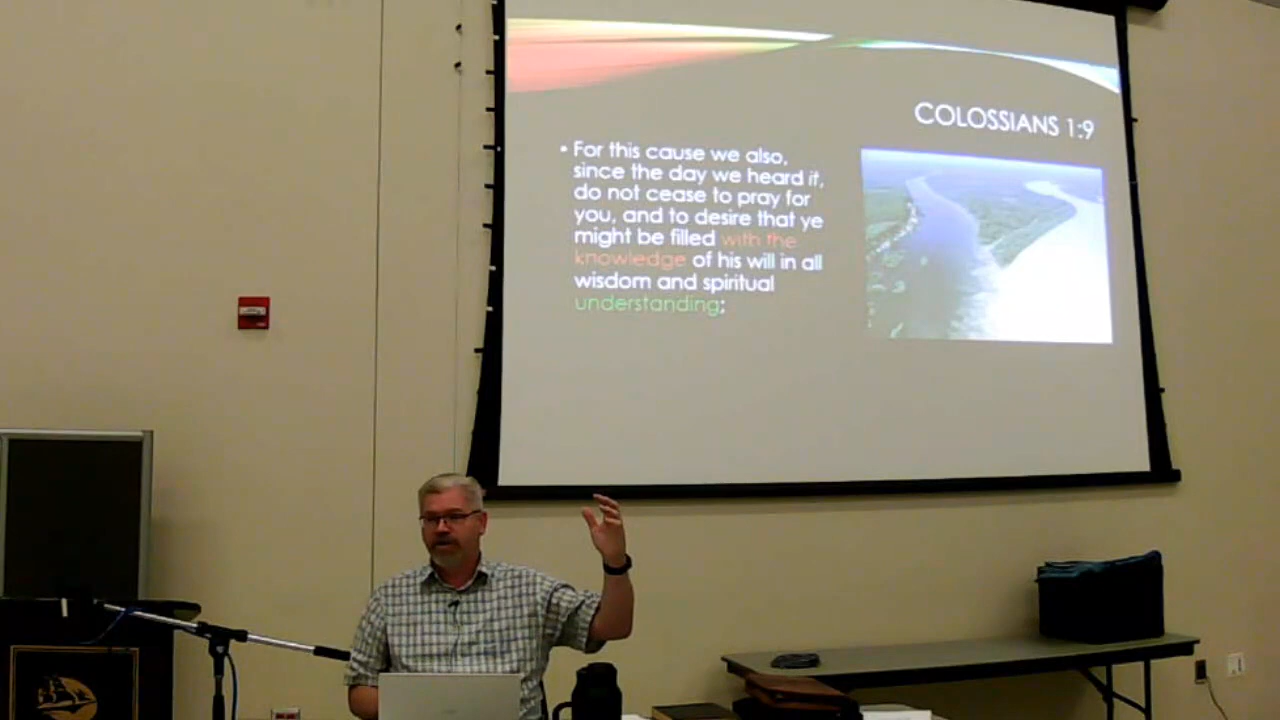 COLOSSIANS 1:9
• For this cause we also,
since the day we heard it,
do not cease to pray for
you, and to desire that ye
might be filled with the
knowledge of his will in all
wisdom and spiritual
understanding;